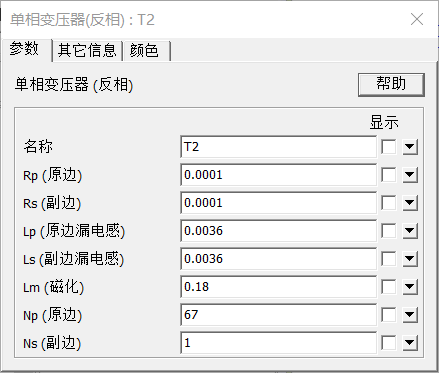 单相变压器(反相) : T2
参数 其它信息 颜色
单相变压器 (反相) 帮助
显示
名称 T2
Rp (原边) 0.0001
Rs (副边) 0.0001
Lp (原边漏电感) 0.0036
Ls (副边漏电感) 0.0036
Lm (磁化) 0.18
Np (原边) 67
Ns (副边) 1